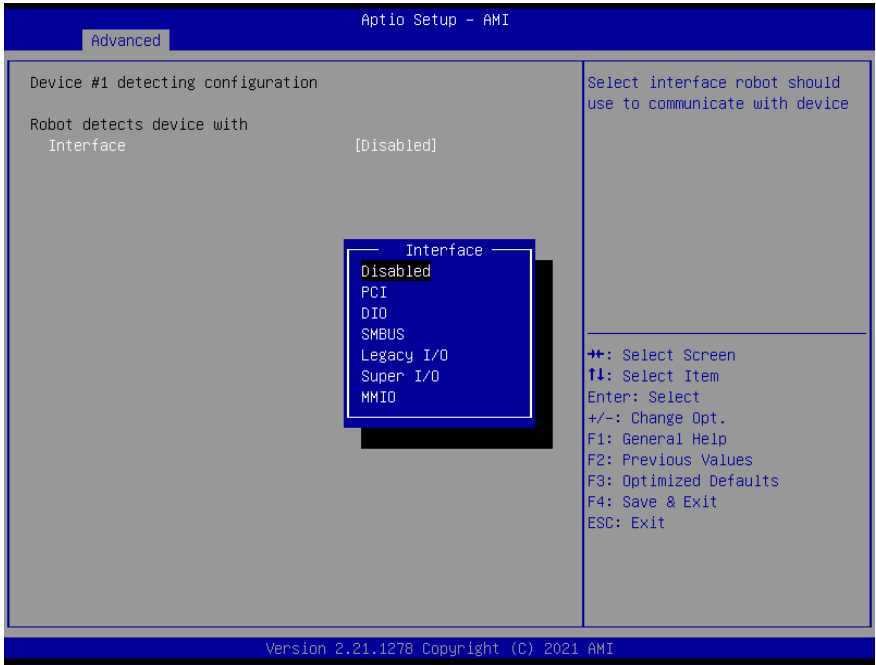 Aptio Setup – AMI
Advanced
Device #1 detecting configuration
Robot detects device with
Interface [Disabled]
Select interface robot should
use to communicate with device
Interface
Disabled
PCI
DIO
SMBUS
Legacy I/O
Super I/O
MMIO
→←: Select Screen
↑↓: Select Item
Enter: Select
+/-: Change Opt.
F1: General Help
F2: Previous Values
F3: Optimized Defaults
F4: Save & Exit
ESC: Exit
Version 2.21.1278 Copyright (C) 2021 AMI